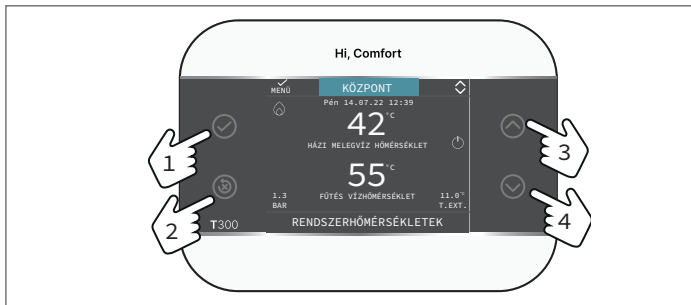 Hi, Comfort
MENÜ KÖZPONT
Pén 14.07.22 12:39
42°C
HÁZI MELEGVÍZ HŐMÉRSÉKLET
55°C
1.3 FŰTÉS VÍZHŐMÉRSÉKLET 11.0°C
BAR T.EXT.
T300 RENDSZERHŐMÉRSÉKLETEK
1
2
3
4